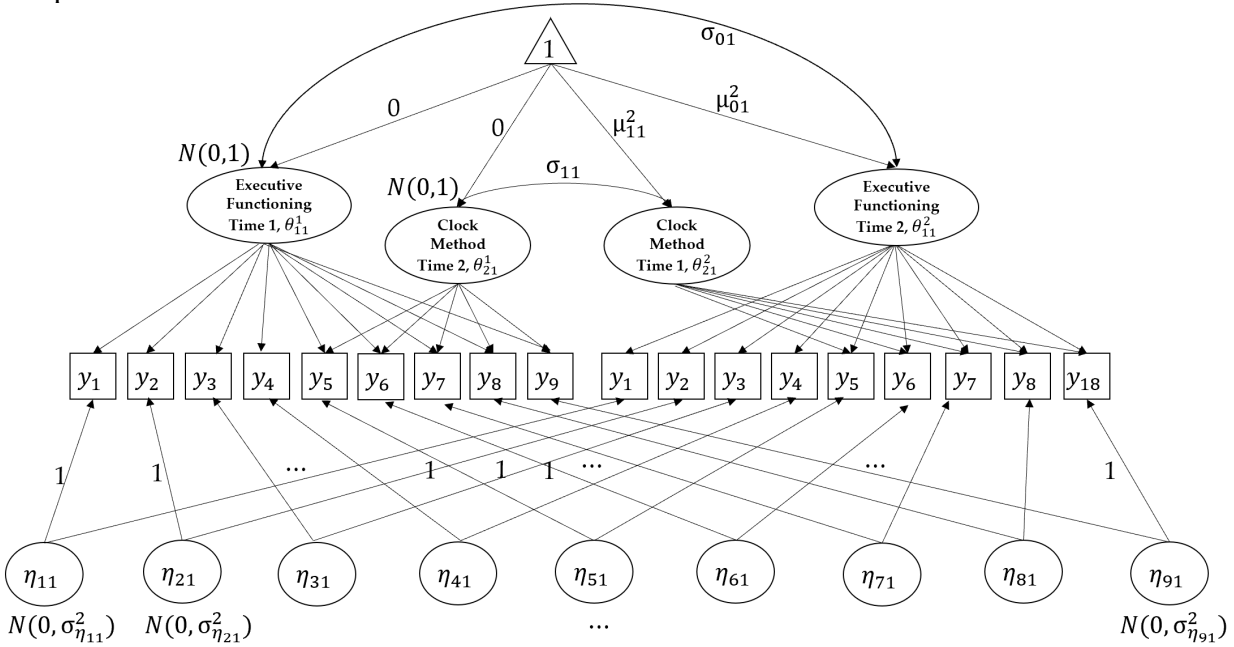 σ₀₁
1
0
0
μ²₁₁
μ²₀₁
N(0,1)
σ₁₁
N(0,1)
Executive
Functioning
Time 1, θ¹₁₁
Clock
Method
Time 2, θ¹₂₁
Clock
Method
Time 1, θ²₂₁
Executive
Functioning
Time 2, θ²₁₁
y₁ y₂ y₃ y₄ y₅ y₆ y₇ y₈ y₉ y₁ y₂ y₃ y₄ y₅ y₆ y₇ y₈ y₁₈
1 1 ... 1 1 1 ... ... 1
η₁₁ η₂₁ η₃₁ η₄₁ η₅₁ η₆₁ η₇₁ η₈₁ η₉₁
N(0, σ²η₁₁) N(0, σ²η₂₁) ... N(0, σ²η₉₁)